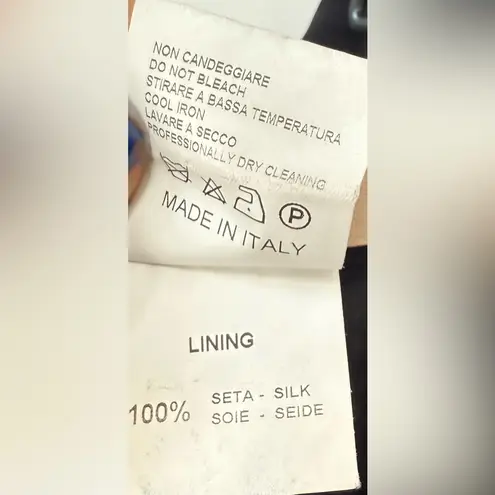 NON CANDEGGIARE
DO NOT BLEACH
STIRARE A BASSA TEMPERATURA
COOL IRON
LAVARE A SECCO
PROFESSIONALLY DRY CLEANING
P
MADE IN ITALY
LINING
100% SETA - SILK
SOIE - SEIDE